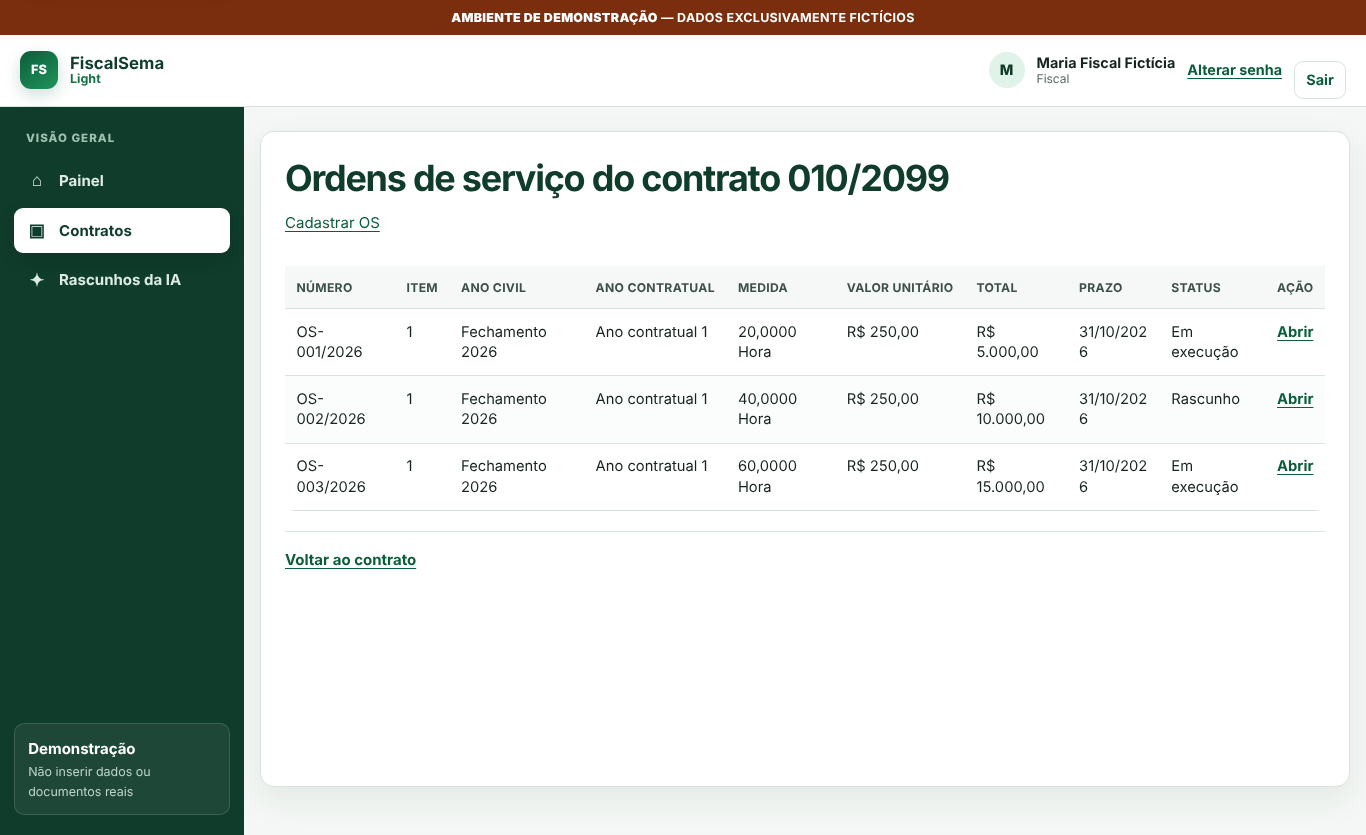 AMBIENTE DE DEMONSTRAÇÃO — DADOS EXCLUSIVAMENTE FICTÍCIOS
FS
FiscalSema
Light
M
Maria Fiscal Fictícia
Fiscal
Alterar senha
Sair
VISÃO GERAL
Painel
Contratos
Rascunhos da IA
Demonstração
Não inserir dados ou
documentos reais
Ordens de serviço do contrato 010/2099
Cadastrar OS
NÚMERO ITEM ANO CIVIL ANO CONTRATUAL MEDIDA VALOR UNITÁRIO TOTAL PRAZO STATUS AÇÃO
OS- 1 Fechamento Ano contratual 1 20,0000 R$ 250,00 R$ 31/10/202 Em Abrir
001/2026 2026 Hora 5.000,00 6 execução
OS- 1 Fechamento Ano contratual 1 40,0000 R$ 250,00 R$ 31/10/202 Rascunho Abrir
002/2026 2026 Hora 10.000,00 6
OS- 1 Fechamento Ano contratual 1 60,0000 R$ 250,00 R$ 31/10/202 Em Abrir
003/2026 2026 Hora 15.000,00 6 execução
Voltar ao contrato